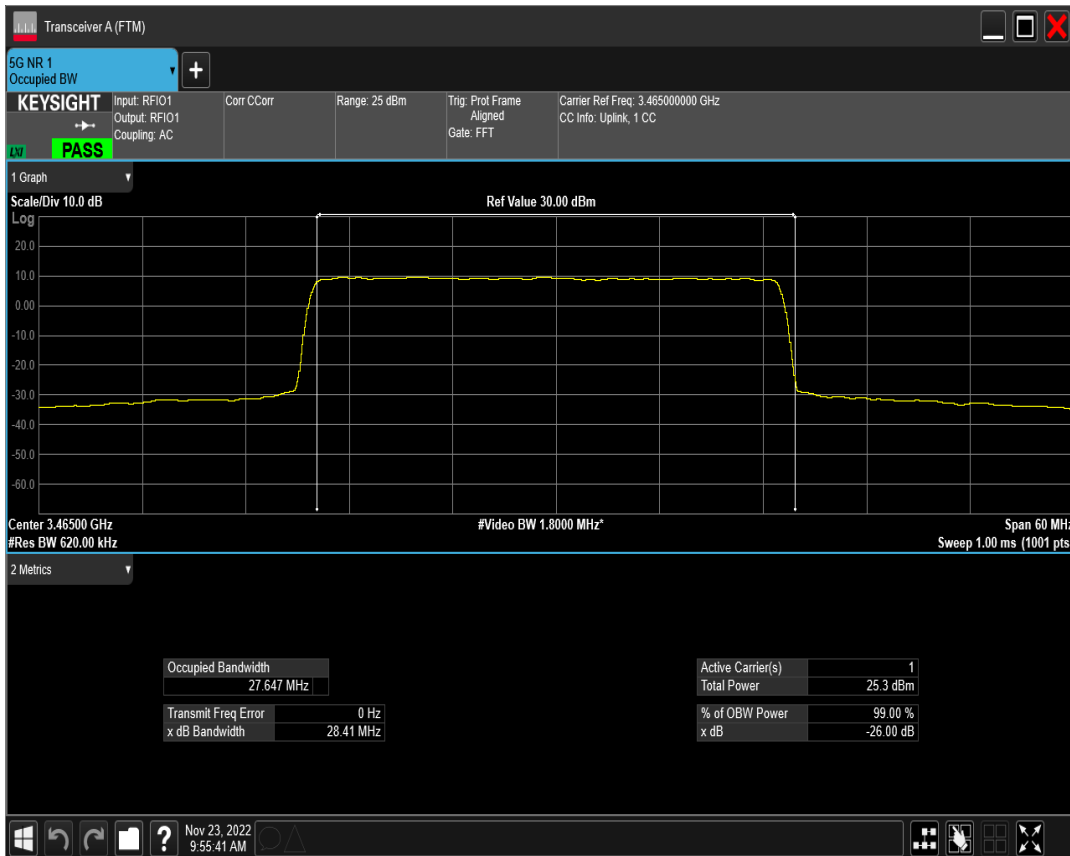 Transceiver A (FTM)
5G NR 1
Occupied BW
+
KEYSIGHT
LXI
PASS
Input: RFIO1
Output: RFIO1
Coupling: AC
Corr CCorr
Range: 25 dBm
Trig: Prot Frame
Aligned
Gate: FFT
Carrier Ref Freq: 3.465000000 GHz
CC Info: Uplink, 1 CC
1 Graph
Scale/Div 10.0 dB
Ref Value 30.00 dBm
Log
20.0
10.0
0.00
-10.0
-20.0
-30.0
-40.0
-50.0
-60.0
Center 3.46500 GHz
#Video BW 1.8000 MHz*
Span 60 MHz
#Res BW 620.00 kHz
Sweep 1.00 ms (1001 pts
2 Metrics
Occupied Bandwidth
27.647 MHz
Transmit Freq Error 0 Hz
x dB Bandwidth 28.41 MHz
Active Carrier(s) 1
Total Power 25.3 dBm
% of OBW Power 99.00 %
x dB -26.00 dB
?
Nov 23, 2022
9:55:41 AM